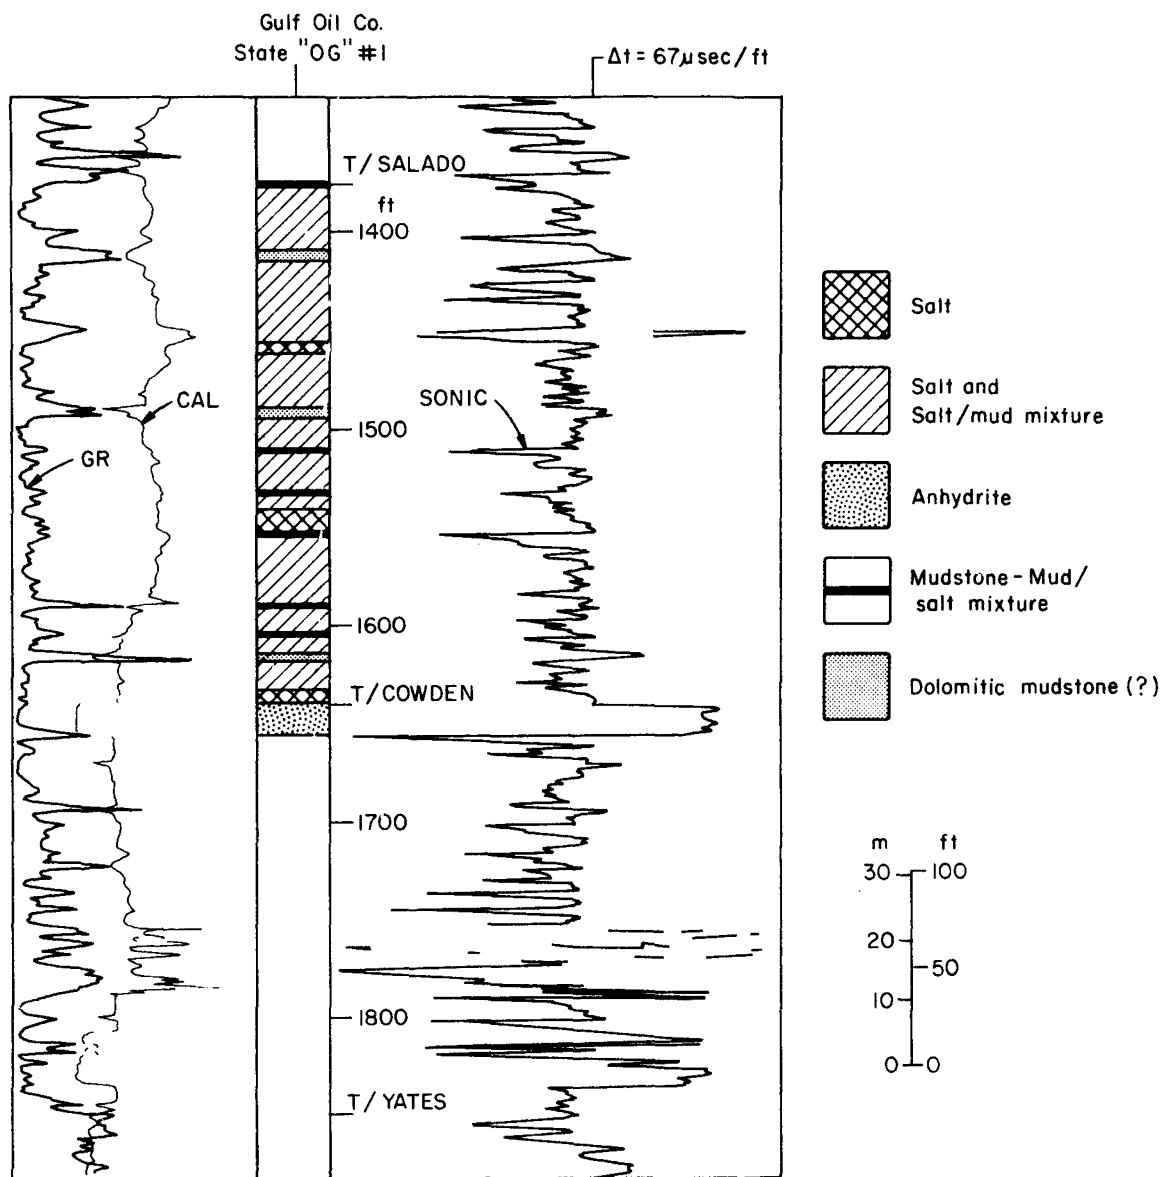 Gulf Oil Co.
State "OG" #1
Δt = 67μsec/ft
T/SALADO
ft
1400
CAL
SONIC
1500
GR
1600
T/COWDEN
1700
1800
T/YATES
Salt
Salt and
Salt/mud mixture
Anhydrite
Mudstone-Mud/
salt mixture
Dolomitic mudstone (?)
m ft
30 100
20
50
10
0 0